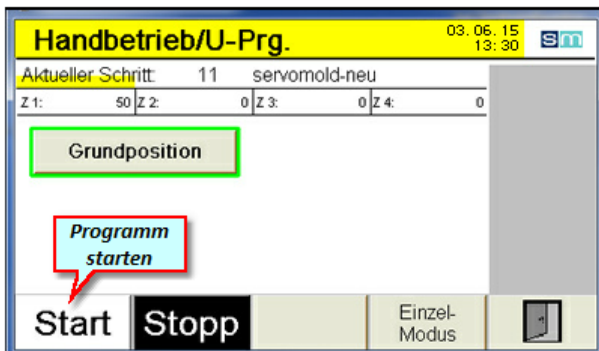 Handbetrieb/U-Prg.
03. 06. 15
13: 30
sm
Aktueller Schritt: 11 servomold-neu
Z 1: 50 Z 2: 0 Z 3: 0 Z 4: 0
Grundposition
Programm
starten
Start
Stopp
Einzel-
Modus